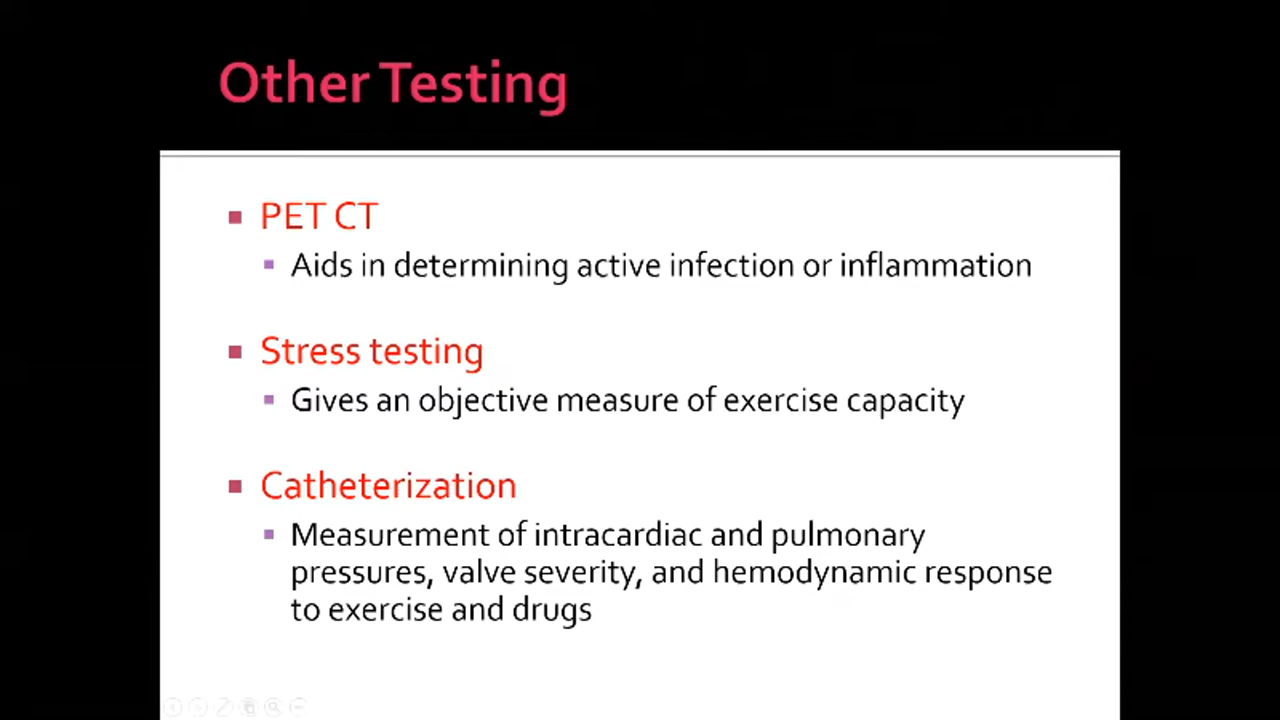 Other Testing
PET CT
Aids in determining active infection or inflammation
Stress testing
Gives an objective measure of exercise capacity
Catheterization
Measurement of intracardiac and pulmonary
pressures, valve severity, and hemodynamic response
to exercise and drugs